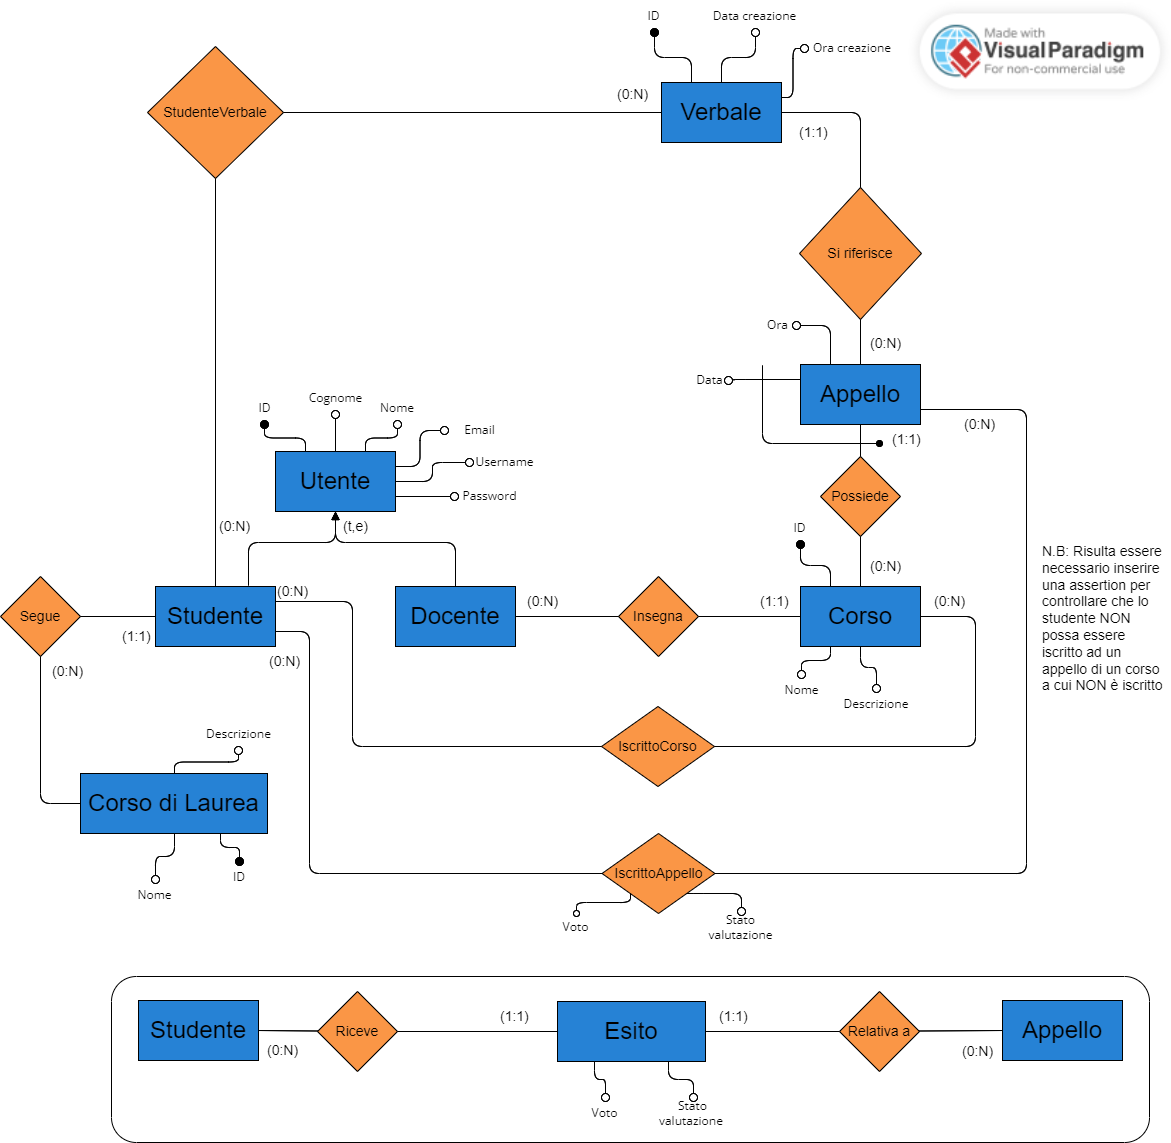 ID
Data creazione
Ora creazione
Made with
VisualParadigm
For non-commercial use
StudenteVerbale
(0:N)
Verbale
(1:1)
Si riferisce
Ora
(0:N)
Data
Appello
(0:N)
(1:1)
ID
Cognome
Nome
Email
Utente
Username
Password
Possiede
(0:N)
(t,e)
ID
(0:N)
N.B: Risulta essere
necessario inserire
una assertion per
controllare che lo
studente NON
possa essere
iscritto ad un
appello di un corso
a cui NON è iscritto
Segue
(1:1)
Studente
(0:N)
(0:N)
Docente
(0:N)
Insegna
(1:1)
Corso
(0:N)
(0:N)
Nome
Descrizione
Descrizione
IscrittoCorso
Corso di Laurea
Nome
ID
IscrittoAppello
Voto
Stato
valutazione
Studente
(0:N)
Riceve
(1:1)
Esito
(1:1)
Relativa a
(0:N)
Appello
Voto
Stato
valutazione